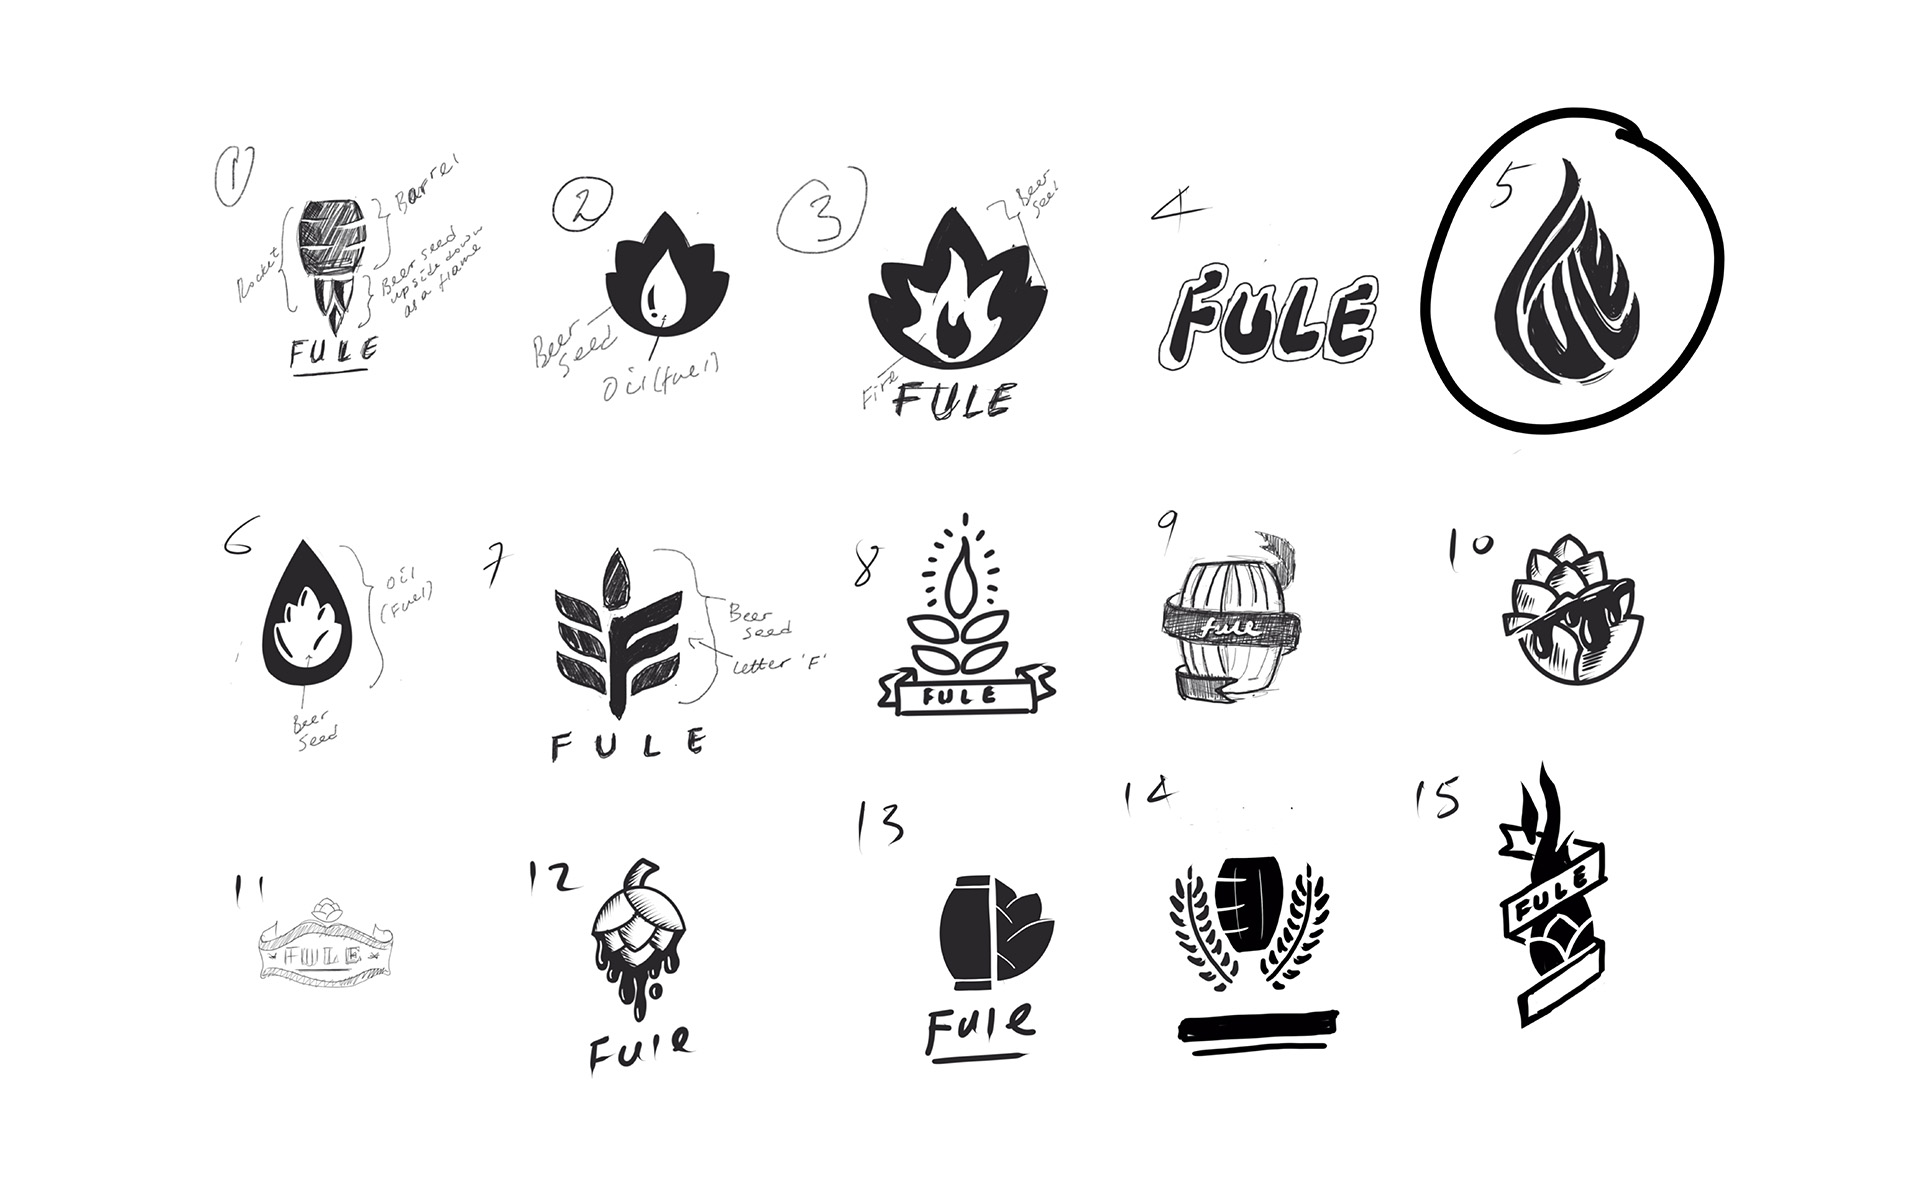 1
Barrel
Rocket
Beer seed
upside down
as a flame
FULE
2
Beer
seed
Oil (fuel)
3
Beer
seed
Fire
FULE
4
FULE
5
6
Oil
(Fuel)
Beer
seed
7
Beer
seed
Letter 'F'
FULE
8
FULE
9
fule
10
11
FULE
12
Fule
13
Fule
14
15
FULE